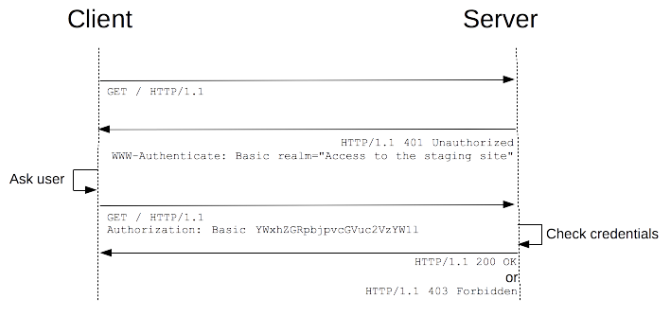 Client
Server
GET / HTTP/1.1
HTTP/1.1 401 Unauthorized
WWW-Authenticate: Basic realm="Access to the staging site"
Ask user
GET / HTTP/1.1
Authorization: Basic YWxhZGRpbjpvcGVuc2VzYW1l
Check credentials
HTTP/1.1 200 OK
or
HTTP/1.1 403 Forbidden